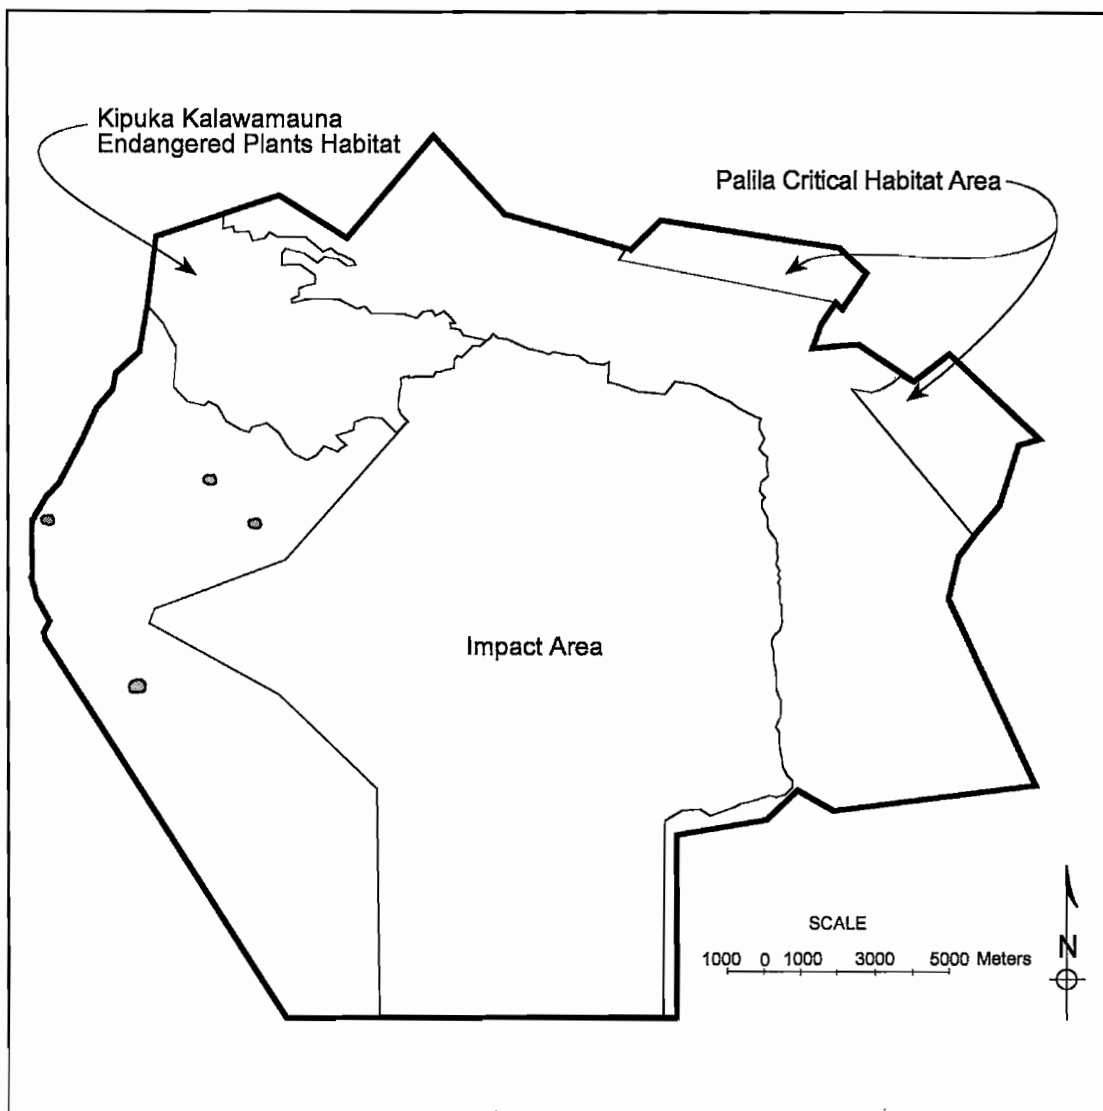 Kipuka Kalawamauna
Endangered Plants Habitat
Palila Critical Habitat Area
Impact Area
SCALE
1000 0 1000 3000 5000 Meters
N